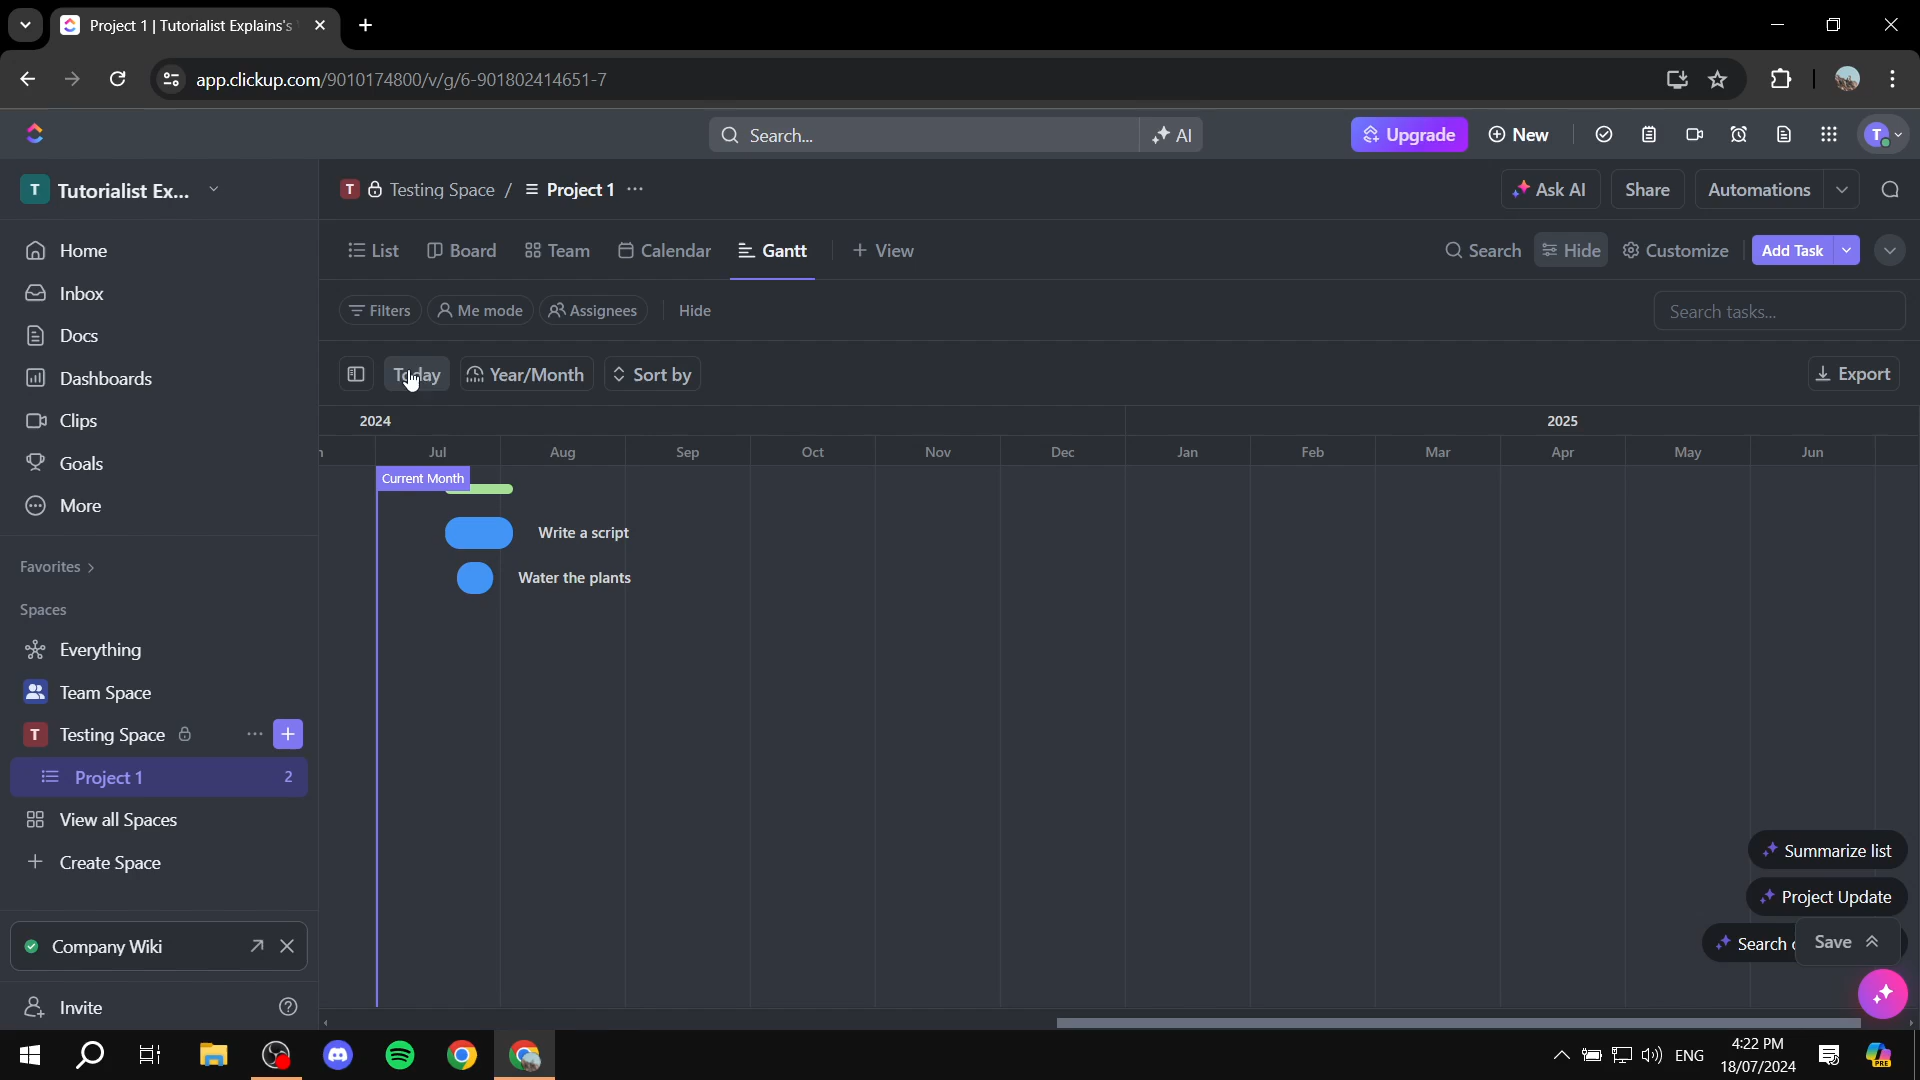 Project 1 | Tutorialist Explains's
app.clickup.com/9010174800/v/g/6-901802414651-7
Search...
AI
Upgrade
New
T
T Tutorialist Ex...
T Testing Space / Project 1 ...
Ask AI
Share
Automations
Home
Inbox
Docs
Dashboards
Clips
Goals
More
List
Board
Team
Calendar
Gantt
+ View
Search
Hide
Customize
Add Task
Filters
Me mode
Assignees
Hide
Search tasks...
Today
Year/Month
Sort by
Export
2024
2025
Jul
Aug
Sep
Oct
Nov
Dec
Jan
Feb
Mar
Apr
May
Jun
Current Month
Write a script
Water the plants
Favorites >
Spaces
Everything
Team Space
T Testing Space ... +
Project 1 2
View all Spaces
+ Create Space
Company Wiki
Invite
Summarize list
Project Update
Search
Save
ENG
4:22 PM
18/07/2024
PRE